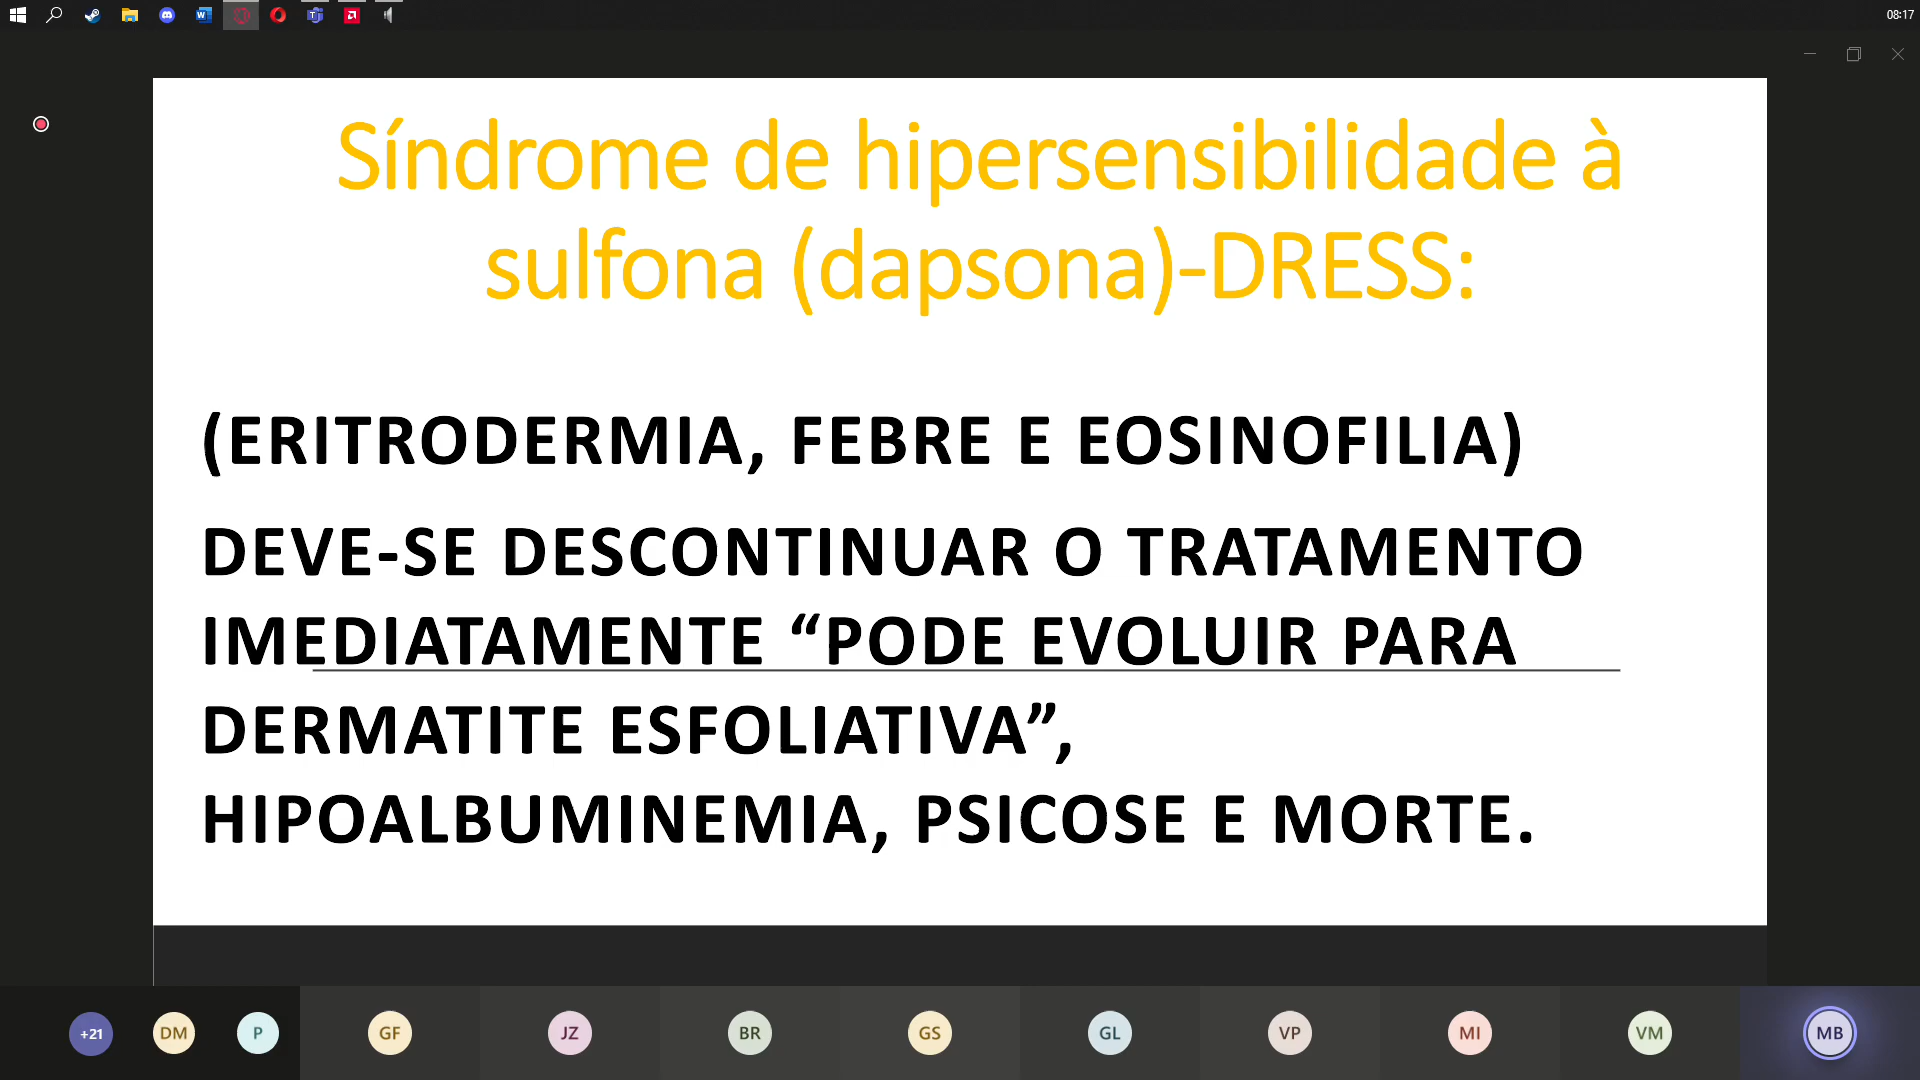 08:17
Síndrome de hipersensibilidade à
sulfona (dapsona)-DRESS:
(ERITRODERMIA, FEBRE E EOSINOFILIA)
DEVE-SE DESCONTINUAR O TRATAMENTO
IMEDIATAMENTE “PODE EVOLUIR PARA
DERMATITE ESFOLIATIVA”,
HIPOALBUMINEMIA, PSICOSE E MORTE.
+21 DM P GF JZ BR GS GL VP MI VM MB